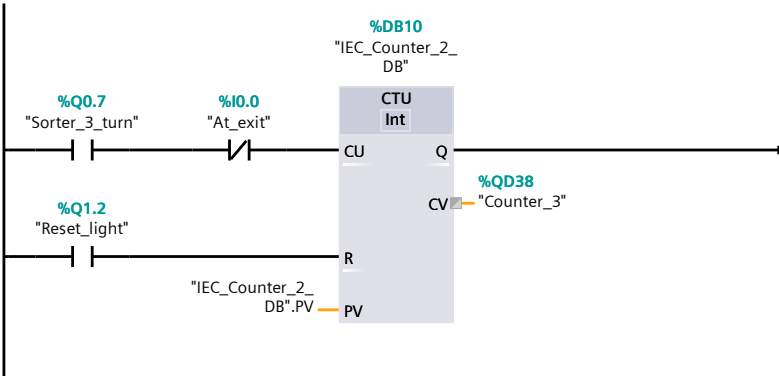 %DB10
"IEC_Counter_2_
DB"
%Q0.7
"Sorter_3_turn"
%I0.0
"At_exit"
CTU
Int
CU
Q
%QD38
CV
"Counter_3"
%Q1.2
"Reset_light"
R
"IEC_Counter_2_
DB".PV
PV